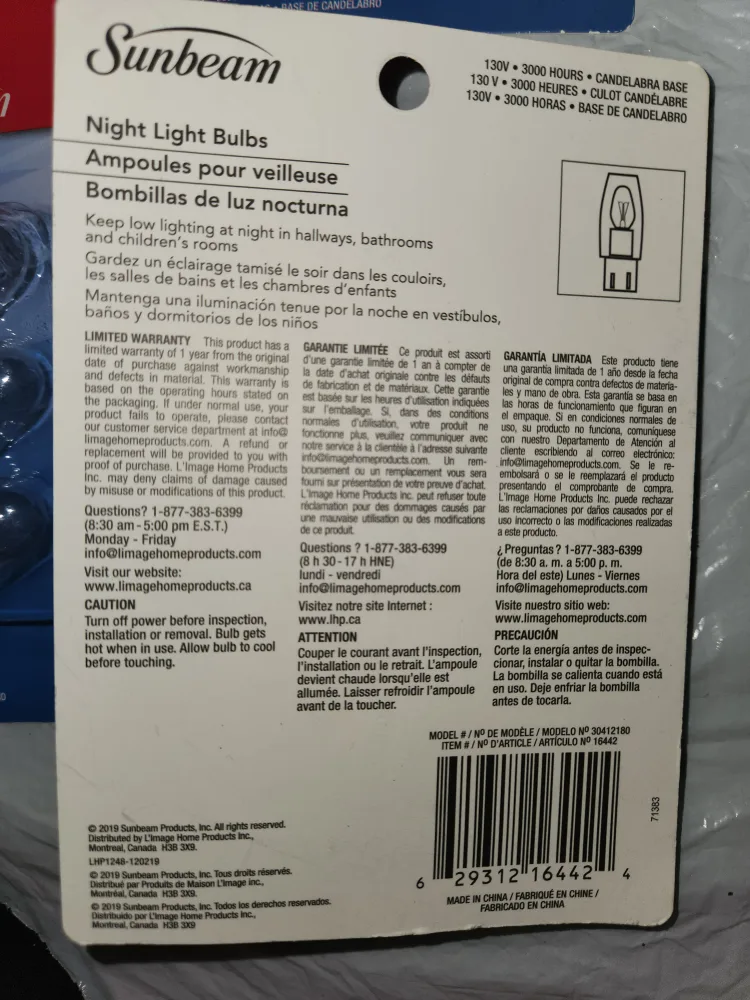 BASE DE CANDELABRO
Sunbeam
130V • 3000 HOURS • CANDELABRA BASE
130 V • 3000 HEURES • CULOT CANDÉLABRE
130V • 3000 HORAS • BASE DE CANDELABRO
Night Light Bulbs
Ampoules pour veilleuse
Bombillas de luz nocturna
Keep low lighting at night in hallways, bathrooms
and children's rooms
Gardez un éclairage tamisé le soir dans les couloirs,
les salles de bains et les chambres d'enfants
Mantenga una iluminación tenue por la noche en vestíbulos,
baños y dormitorios de los niños
LIMITED WARRANTY This product has a
limited warranty of 1 year from the original
date of purchase against workmanship
and defects in material. This warranty is
based on the operating hours stated on
the packaging. If under normal use, your
product fails to operate, please contact
our customer service department at info@
limagehomeproducts.com. A refund or
replacement will be provided to you with
proof of purchase. L'Image Home Products
Inc. may deny claims of damage caused
by misuse or modifications of this product.
Questions? 1-877-383-6399
(8:30 am - 5:00 pm E.S.T.)
Monday - Friday
info@limagehomeproducts.com
Visit our website:
www.limagehomeproducts.ca
CAUTION
Turn off power before inspection,
installation or removal. Bulb gets
hot when in use. Allow bulb to cool
before touching.
GARANTIE LIMITÉE Ce produit est assorti
d'une garantie limitée de 1 an à compter de
la date d'achat originale contre les défauts
de fabrication et de matériaux. Cette garantie
est basée sur les heures d'utilisation indiquées
sur l'emballage. Si, dans des conditions
normales d'utilisation, votre produit ne
fonctionne plus, veuillez communiquer avec
notre service à la clientèle à l'adresse suivante
info@limagehomeproducts.com. Un rem-
boursement ou un remplacement vous sera
fourni sur présentation de votre preuve d'achat.
L'Image Home Products Inc. peut refuser toute
réclamation pour des dommages causés par
une mauvaise utilisation ou des modifications
de ce produit.
Questions ? 1-877-383-6399
(8 h 30 - 17 h HNE)
lundi - vendredi
info@limagehomeproducts.com
Visitez notre site Internet :
www.lhp.ca
ATTENTION
Couper le courant avant l'inspection,
l'installation ou le retrait. L'ampoule
devient chaude lorsqu'elle est
allumée. Laisser refroidir l'ampoule
avant de la toucher.
GARANTÍA LIMITADA Este producto tiene
una garantía limitada de 1 año desde la fecha
original de compra contra defectos de materia-
les y mano de obra. Esta garantía se basa en
las horas de funcionamiento que figuran en
el empaque. Si en condiciones normales de
uso, su producto no funciona, comuníquese
con nuestro Departamento de Atención al
cliente escribiendo al correo electrónico:
info@limagehomeproducts.com. Se le re-
embolsará o se le reemplazará el producto
presentando el comprobante de compra.
L'Image Home Products Inc. puede rechazar
las reclamaciones por daños causados por el
uso incorrecto o las modificaciones realizadas
a este producto.
¿Preguntas? 1-877-383-6399
(de 8:30 a. m. a 5:00 p. m.
Hora del este) Lunes - Viernes
info@limagehomeproducts.com
Visite nuestro sitio web:
www.limagehomeproducts.com
PRECAUCIÓN
Corte la energía antes de inspec-
cionar, instalar o quitar la bombilla.
La bombilla se calienta cuando está
en uso. Deje enfriar la bombilla
antes de tocarla.
MODEL # / Nº DE MODÈLE / MODELO Nº 30412180
ITEM # / Nº D'ARTICLE / ARTÍCULO Nº 16442
71383
6 29312 16442 4
MADE IN CHINA / FABRIQUÉ EN CHINE /
FABRICADO EN CHINA
© 2019 Sunbeam Products, Inc. All rights reserved.
Distributed by L'Image Home Products Inc.,
Montreal, Canada H3B 3X9.
LHP1248-120219
© 2019 Sunbeam Products, Inc. Tous droits réservés.
Distribué par Produits de Maison L'Image inc.,
Montréal, Canada H3B 3X9.
© 2019 Sunbeam Products, Inc. Todos los derechos reservados.
Distribuido por L'Image Home Products Inc.,
Montreal, Canada H3B 3X9